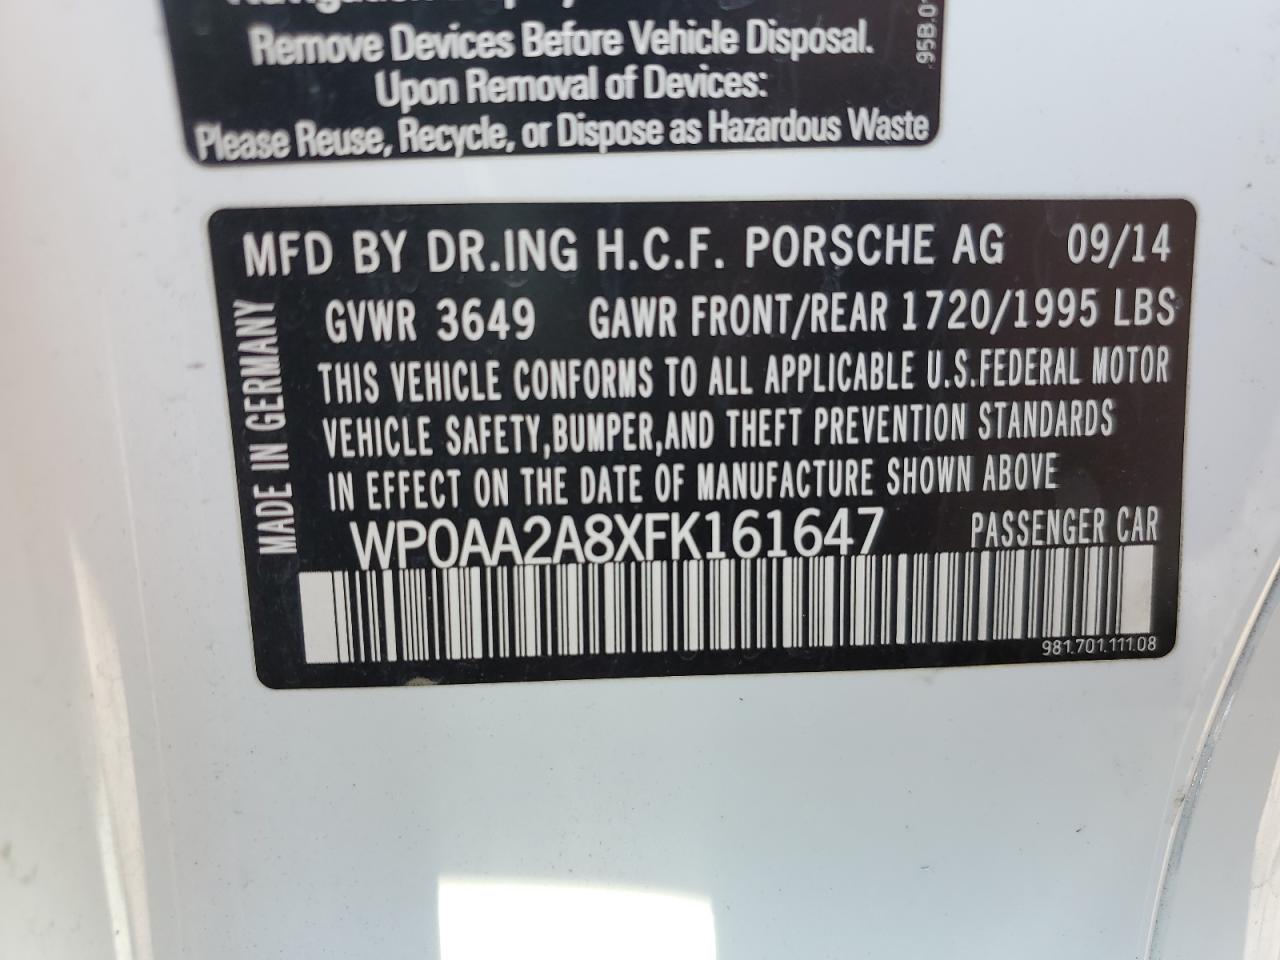 Remove Devices Before Vehicle Disposal.
Upon Removal of Devices:
Please Reuse, Recycle, or Dispose as Hazardous Waste
MFD BY DR.ING H.C.F. PORSCHE AG 09/14
GVWR 3649 GAWR FRONT/REAR 1720/1995 LBS
THIS VEHICLE CONFORMS TO ALL APPLICABLE U.S.FEDERAL MOTOR
VEHICLE SAFETY,BUMPER,AND THEFT PREVENTION STANDARDS
IN EFFECT ON THE DATE OF MANUFACTURE SHOWN ABOVE
WP0AA2A8XFK161647 PASSENGER CAR
981.701.111.08
MADE IN GERMANY